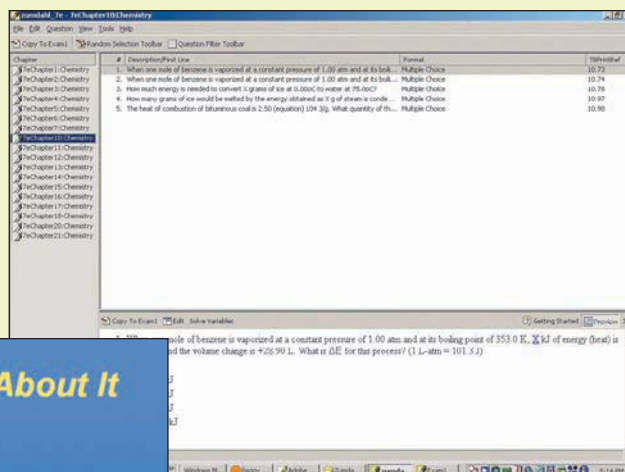 zumdahl_7e - 7eChapter10:Chemistry
File Edit Question View Tools Help
Copy To Exam1 Random Selection Toolbar Question Filter Toolbar
Chapter
7eChapter1:Chemistry
7eChapter2:Chemistry
7eChapter3:Chemistry
7eChapter4:Chemistry
7eChapter5:Chemistry
7eChapter6:Chemistry
7eChapter7:Chemistry
7eChapter10:Chemistry
7eChapter11:Chemistry
7eChapter12:Chemistry
7eChapter13:Chemistry
7eChapter14:Chemistry
7eChapter15:Chemistry
7eChapter16:Chemistry
7eChapter17:Chemistry
7eChapter18:Chemistry
7eChapter20:Chemistry
7eChapter21:Chemistry
# Description/First Line Format TBPrintRef
1. When one mole of benzene is vaporized at a constant pressure of 1.00 atm and at its boil... Multiple Choice 10.73
2. When one mole of benzene is vaporized at a constant pressure of 1.00 atm and at its boil... Multiple Choice 10.74
3. How much energy is needed to convert X grams of ice at 0.00oC to water at 75.0oC? Multiple Choice 10.78
4. How many grams of ice would be melted by the energy obtained as X g of steam is conde... Multiple Choice 10.97
5. The heat of combustion of bituminous coal is 2.50 (equation) 104 J/g. What quantity of th... Multiple Choice 10.98
Copy To Exam1 Edit Solve Variables Getting Started Preview
mole of benzene is vaporized at a constant pressure of 1.00 atm and at its boiling point of 353.0 K, X kJ of energy (heat) is
nd the volume change is +28.90 L. What is ΔE for this process? (1 L-atm = 101.3 J)
J
J
J
kJ
About It
Windows M... Adobe Exam1 5:14 PM